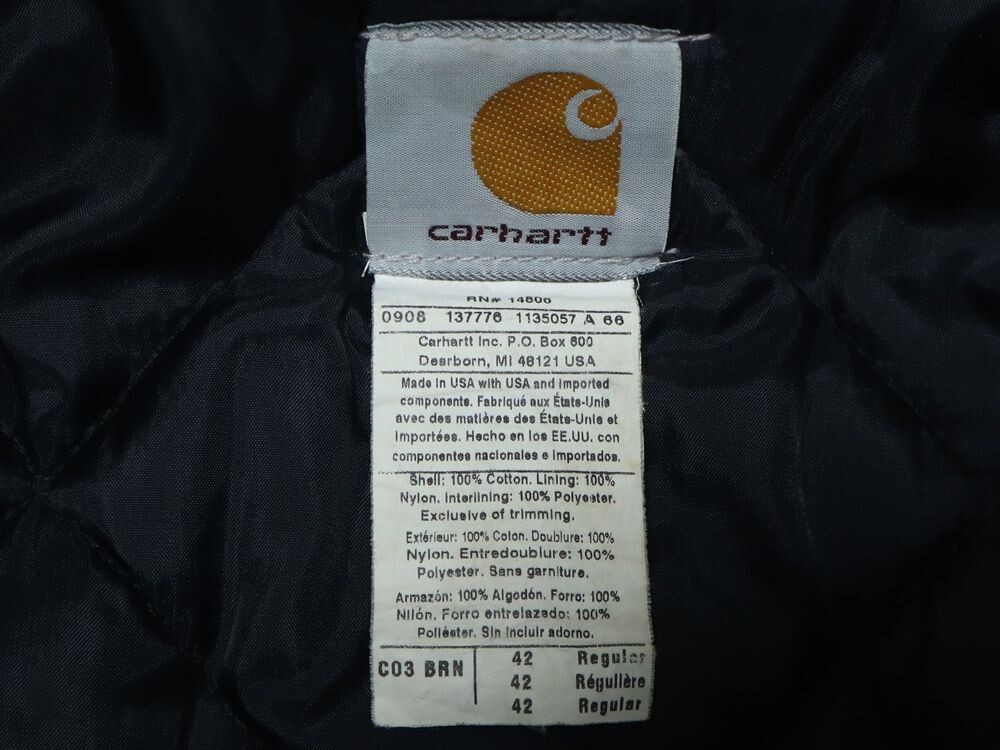 carhartt
RN# 14806
0908 137776 1135057 A 66
Carhartt Inc. P.O. Box 600
Dearborn, MI 48121 USA
Made in USA with USA and imported
components. Fabriqué aux États-Unis
avec des matières des États-Unis et
Importées. Hecho en los EE.UU. con
componentes nacionales e Importados.
Shell: 100% Cotton. Lining: 100%
Nylon. Interlining: 100% Polyester.
Exclusive of trimming.
Extérieur: 100% Coton. Doublure: 100%
Nylon. Entredoublure: 100%
Polyester. Sans garniture.
Armazón: 100% Algodón. Forro: 100%
Nilón. Forro entrelazado: 100%
Poliéster. Sin incluir adorno.
C03 BRN
42 Regular
42 Régulière
42 Regular